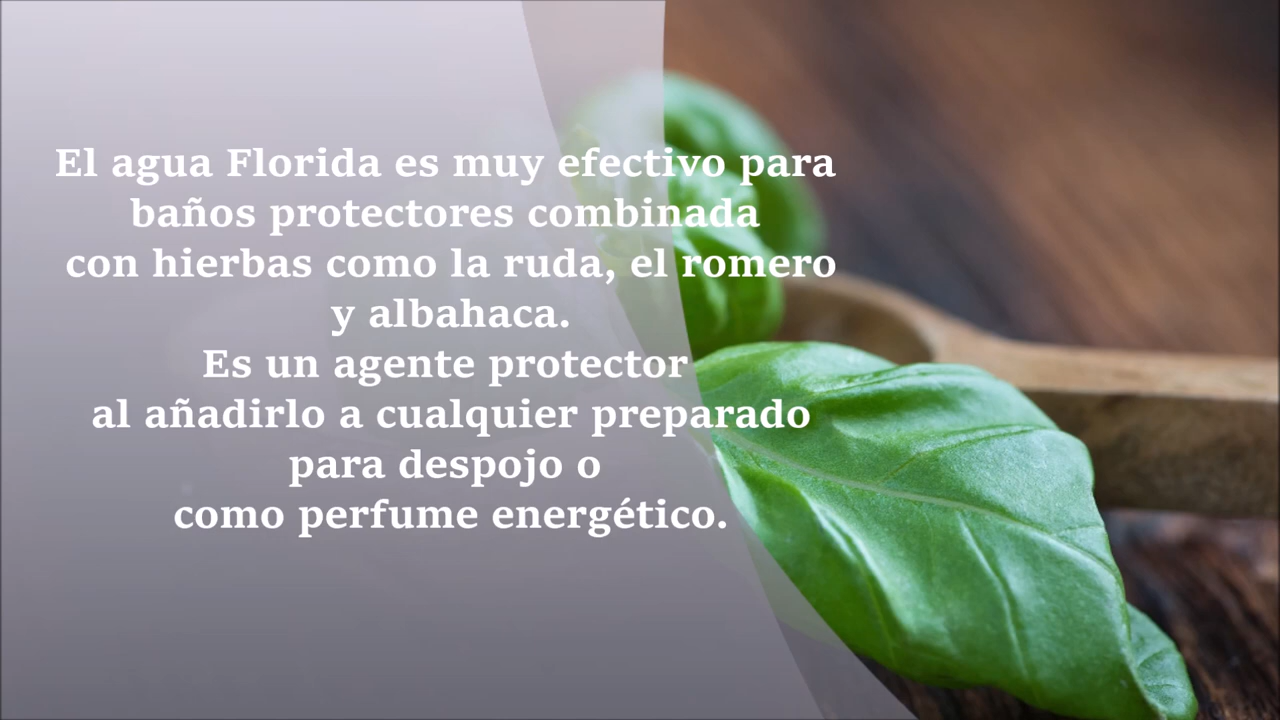 El agua Florida es muy efectivo para
baños protectores combinada
con hierbas como la ruda, el romero
y albahaca.
Es un agente protector
al añadirlo a cualquier preparado
para despojo o
como perfume energético.